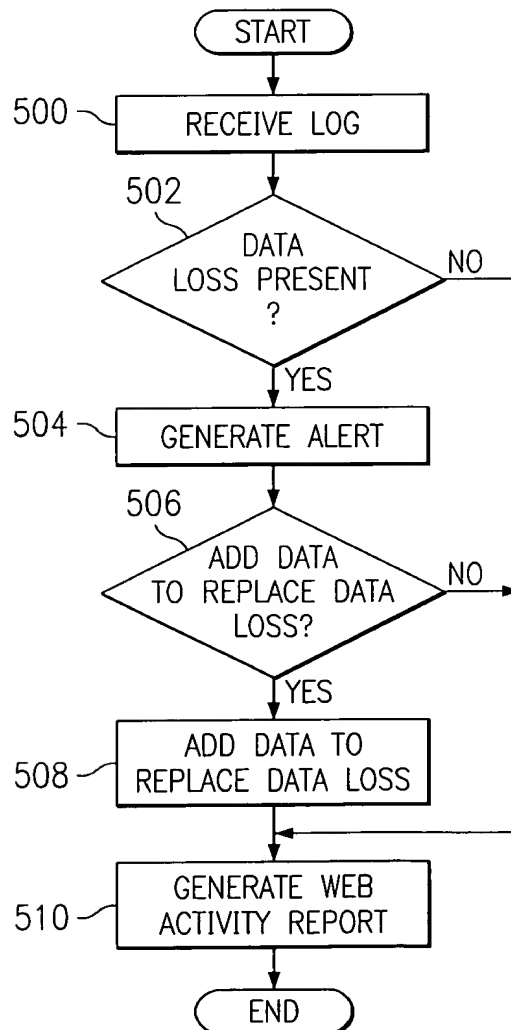 START
500
RECEIVE LOG
502
DATA
LOSS PRESENT
?
NO
YES
504
GENERATE ALERT
506
ADD DATA
TO REPLACE DATA
LOSS?
NO
YES
508
ADD DATA TO
REPLACE DATA LOSS
510
GENERATE WEB
ACTIVITY REPORT
END